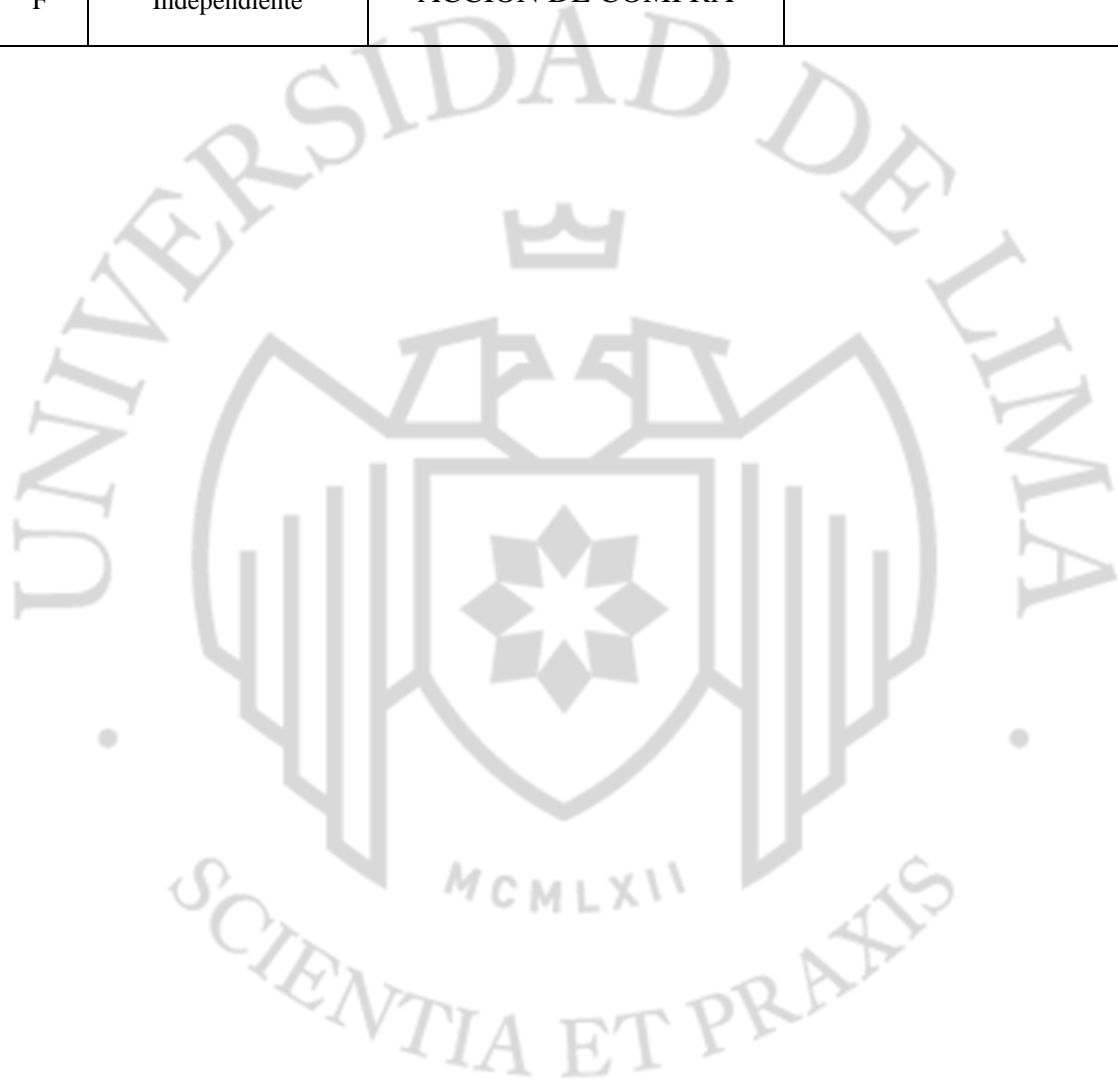 F Independiente ACCIÓN DE COMPRA
UNIVERSIDAD DE LIMA
MCMLXII
SCIENTIA ET PRAXIS